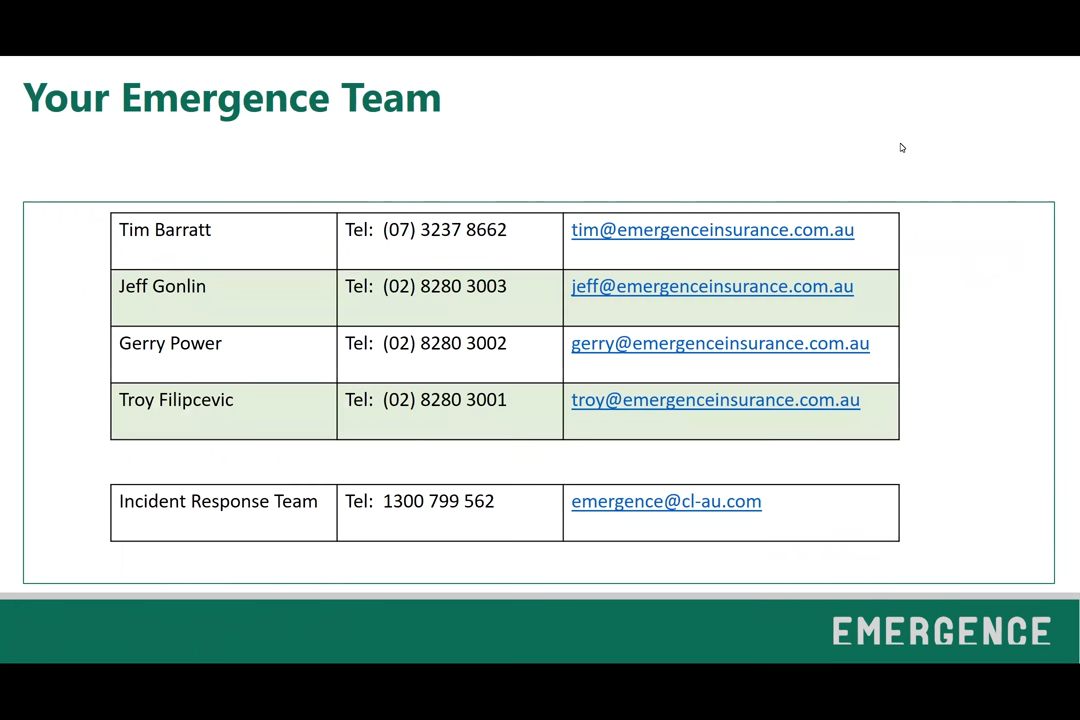 Your Emergence Team
Tim Barratt Tel: (07) 3237 8662 tim@emergenceinsurance.com.au
Jeff Gonlin Tel: (02) 8280 3003 jeff@emergenceinsurance.com.au
Gerry Power Tel: (02) 8280 3002 gerry@emergenceinsurance.com.au
Troy Filipcevic Tel: (02) 8280 3001 troy@emergenceinsurance.com.au
Incident Response Team Tel: 1300 799 562 emergence@cl-au.com
EMERGENCE